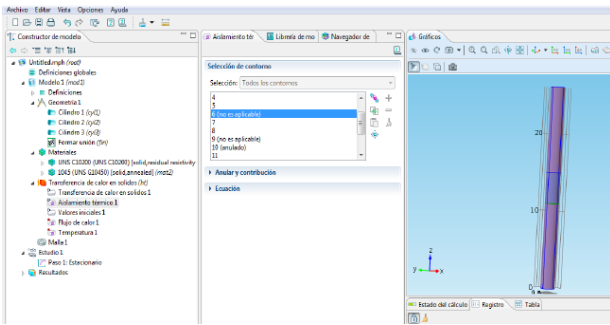 Archivo Editar Vista Opciones Ayuda
Constructor de modelo
Untitled.mph (root)
Definiciones globales
Modelo 1 (mod1)
Definiciones
Geometría 1
Cilindro 1 (cyl1)
Cilindro 2 (cyl2)
Cilindro 3 (cyl3)
Formar unión (fin)
Materiales
UNS C10200 (UNS C10200) [solid,residual resistivity
1045 (UNS G10450) [solid,annealed] (mat2)
Transferencia de calor en solidos (ht)
Transferencia de calor en solidos 1
Aislamiento térmico 1
Valores iniciales 1
Flujo de calor 1
Temperatura 1
Malla 1
Estudio 1
Paso 1: Estacionario
Resultados
Aislamiento tér
Librería de mo
Navegador de
Selección de contorno
Selección: Todos los contornos
4
5
6 (no es aplicable)
7
8
9 (no es aplicable)
10 (anulado)
11
Anular y contribución
Ecuación
Gráficos
20
10
0
z
y
x
Estado del cálculo
Registro
Tabla